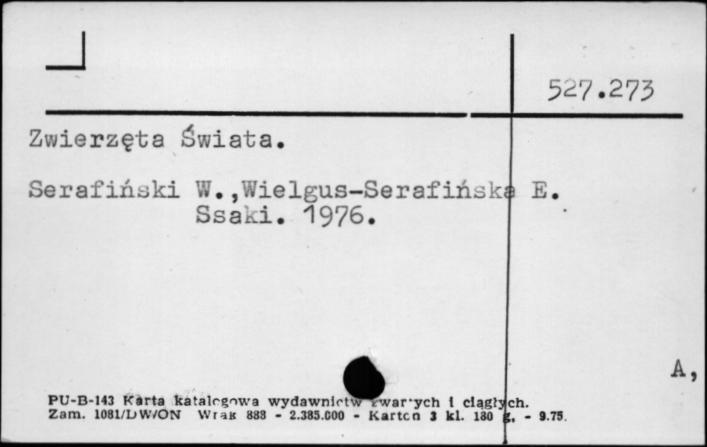 527.273
Zwierzęta Świata.
Serafiński W.,Wielgus-Serafińska E.
Ssaki. 1976.
A,
PU-B-143 Karta katalogowa wydawnictw zwartych i ciągłych.
Zam. 1081/DW/ON Wrak 888 - 2.385.000 - Karton 3 kl. 180 g. - 9.75.